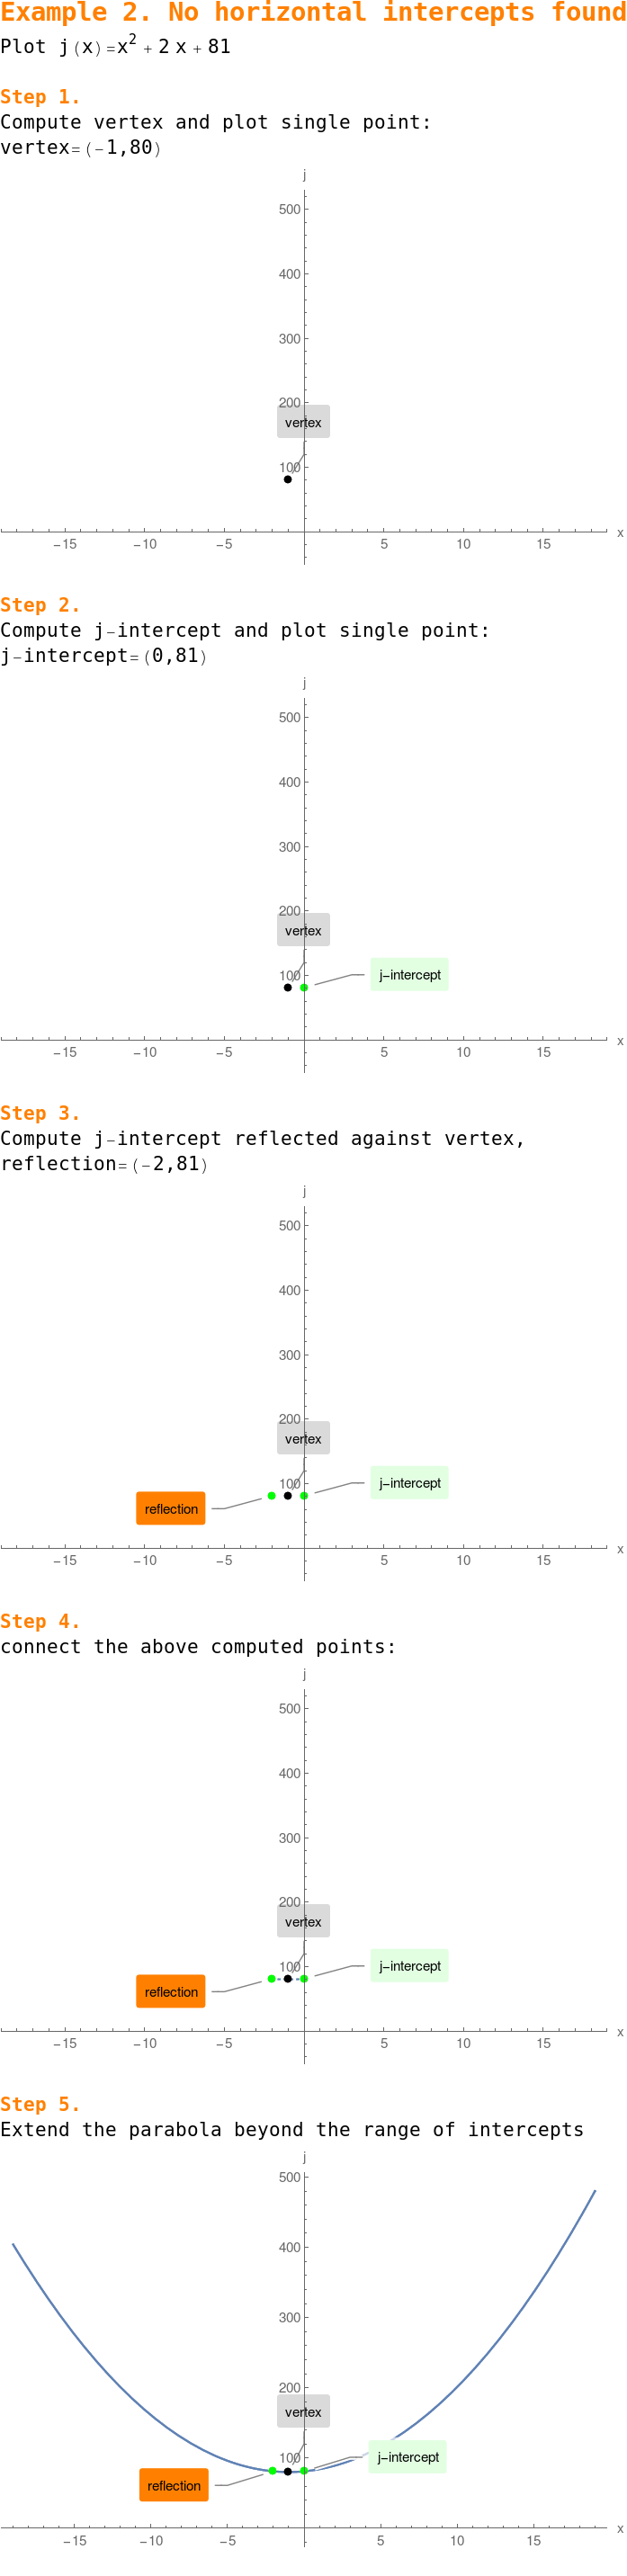 Example 2. No horizontal intercepts found
Plot j(x)=x² + 2 x + 81
Step 1.
Compute vertex and plot single point:
vertex=(-1,80)
j
500
400
300
200
vertex
100
x
-15 -10 -5 5 10 15
Step 2.
Compute j-intercept and plot single point:
j-intercept=(0,81)
j
500
400
300
200
vertex
100 j-intercept
x
-15 -10 -5 5 10 15
Step 3.
Compute j-intercept reflected against vertex,
reflection=(-2,81)
j
500
400
300
200
vertex
100 j-intercept
reflection
x
-15 -10 -5 5 10 15
Step 4.
connect the above computed points:
j
500
400
300
200
vertex
100 j-intercept
reflection
x
-15 -10 -5 5 10 15
Step 5.
Extend the parabola beyond the range of intercepts
j
500
400
300
200
vertex
100 j-intercept
reflection
x
-15 -10 -5 5 10 15